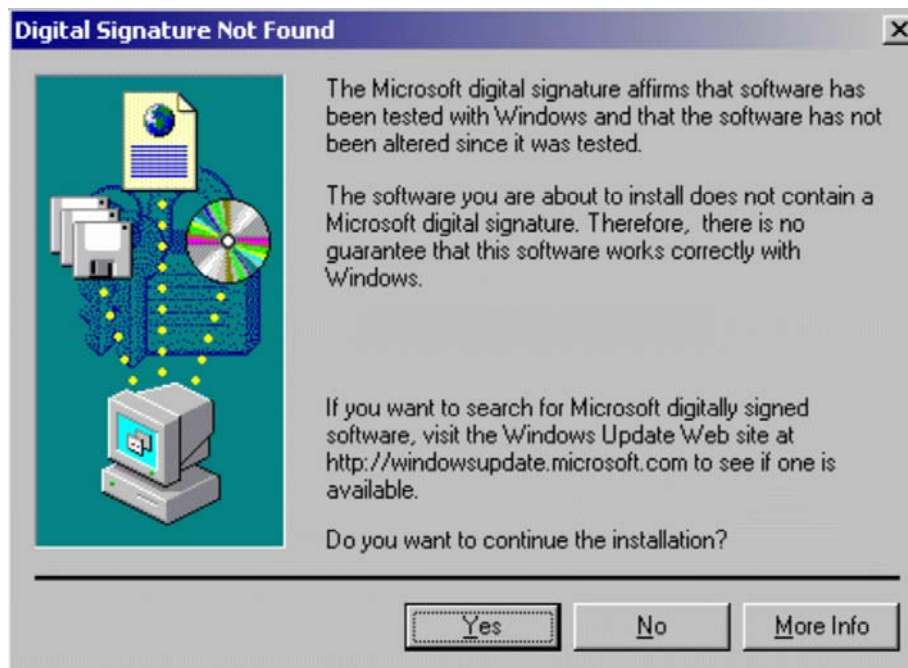 Digital Signature Not Found
The Microsoft digital signature affirms that software has
been tested with Windows and that the software has not
been altered since it was tested.
The software you are about to install does not contain a
Microsoft digital signature. Therefore,  there is no
guarantee that this software works correctly with
Windows.
If you want to search for Microsoft digitally signed
software, visit the Windows Update Web site at
http://windowsupdate.microsoft.com to see if one is
available.
Do you want to continue the installation?
Yes No More Info